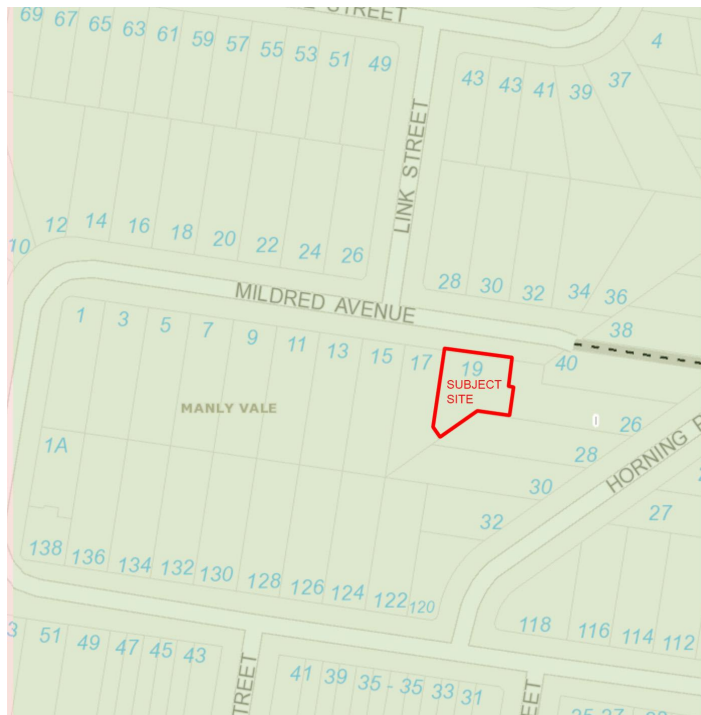 STREET
69 67 65 63 61 59 57 55 53 51 49
43 43 41 39 37 4
LINK STREET
10 12 14 16 18 20 22 24 26
28 30 32 34 36
38
MILDRED AVENUE
1 3 5 7 9 11 13 15 17 19 40
SUBJECT
SITE
MANLY VALE
26
28
30
32
HORNING
27
1A
138 136 134 132 130 128 126 124 122 120
118 116 114 112
51 49 47 45 43
STREET
41 39 35 - 35 33 31